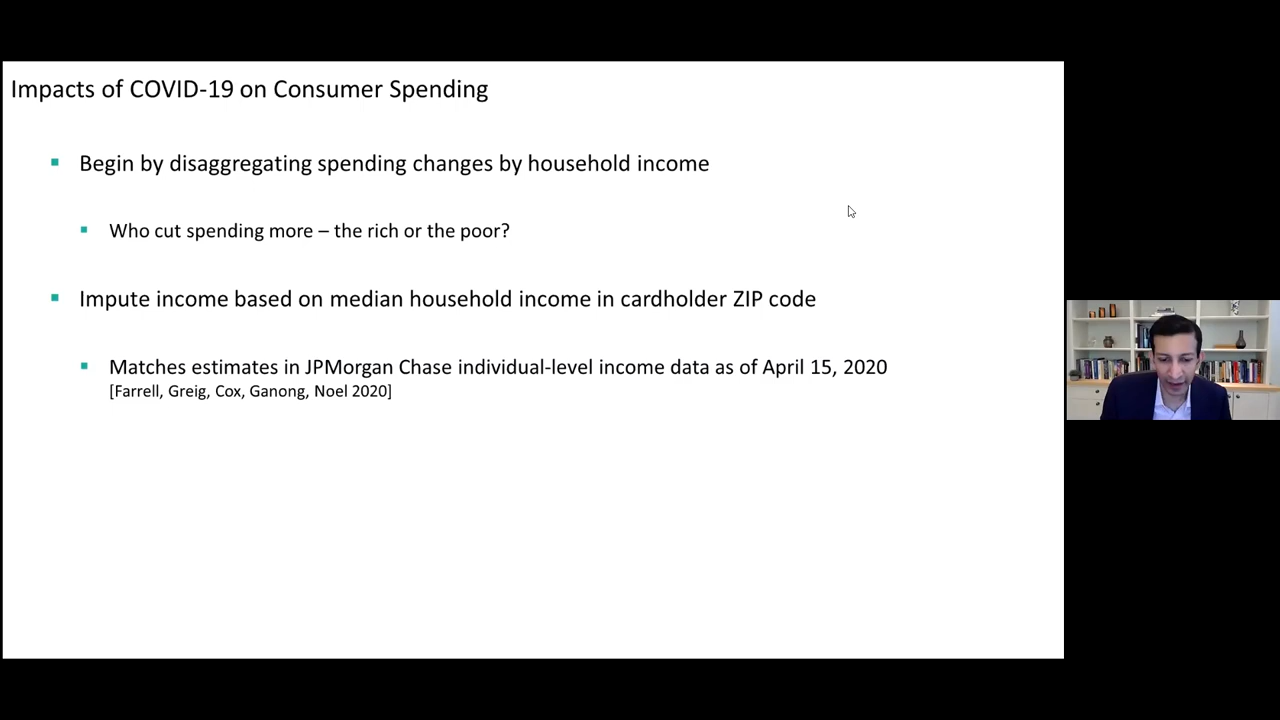 Impacts of COVID-19 on Consumer Spending
Begin by disaggregating spending changes by household income
Who cut spending more – the rich or the poor?
Impute income based on median household income in cardholder ZIP code
Matches estimates in JPMorgan Chase individual-level income data as of April 15, 2020
[Farrell, Greig, Cox, Ganong, Noel 2020]